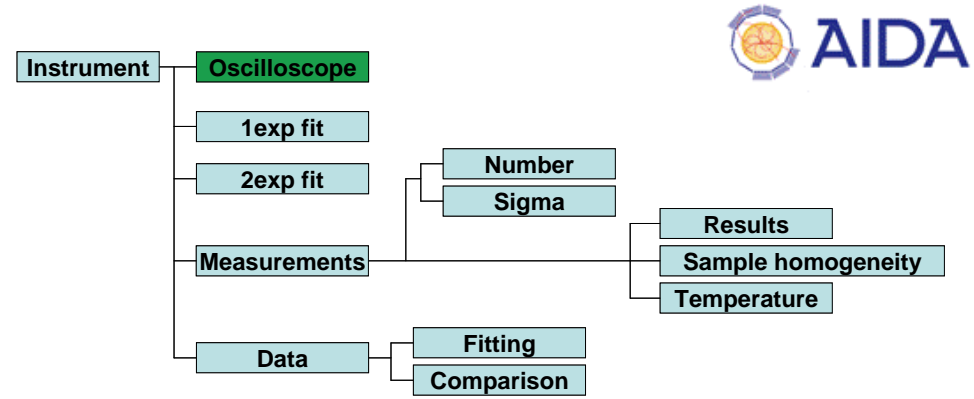 AIDA
Instrument
Oscilloscope
1exp fit
2exp fit
Number
Sigma
Measurements
Results
Sample homogeneity
Temperature
Data
Fitting
Comparison